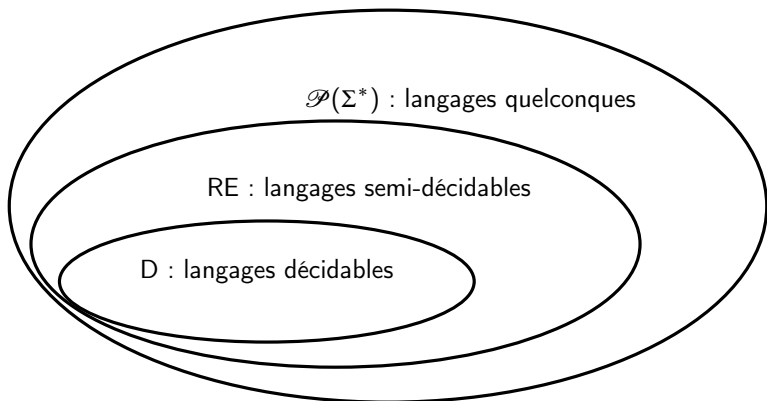 𝒫(Σ*) : langages quelconques
RE : langages semi-décidables
D : langages décidables